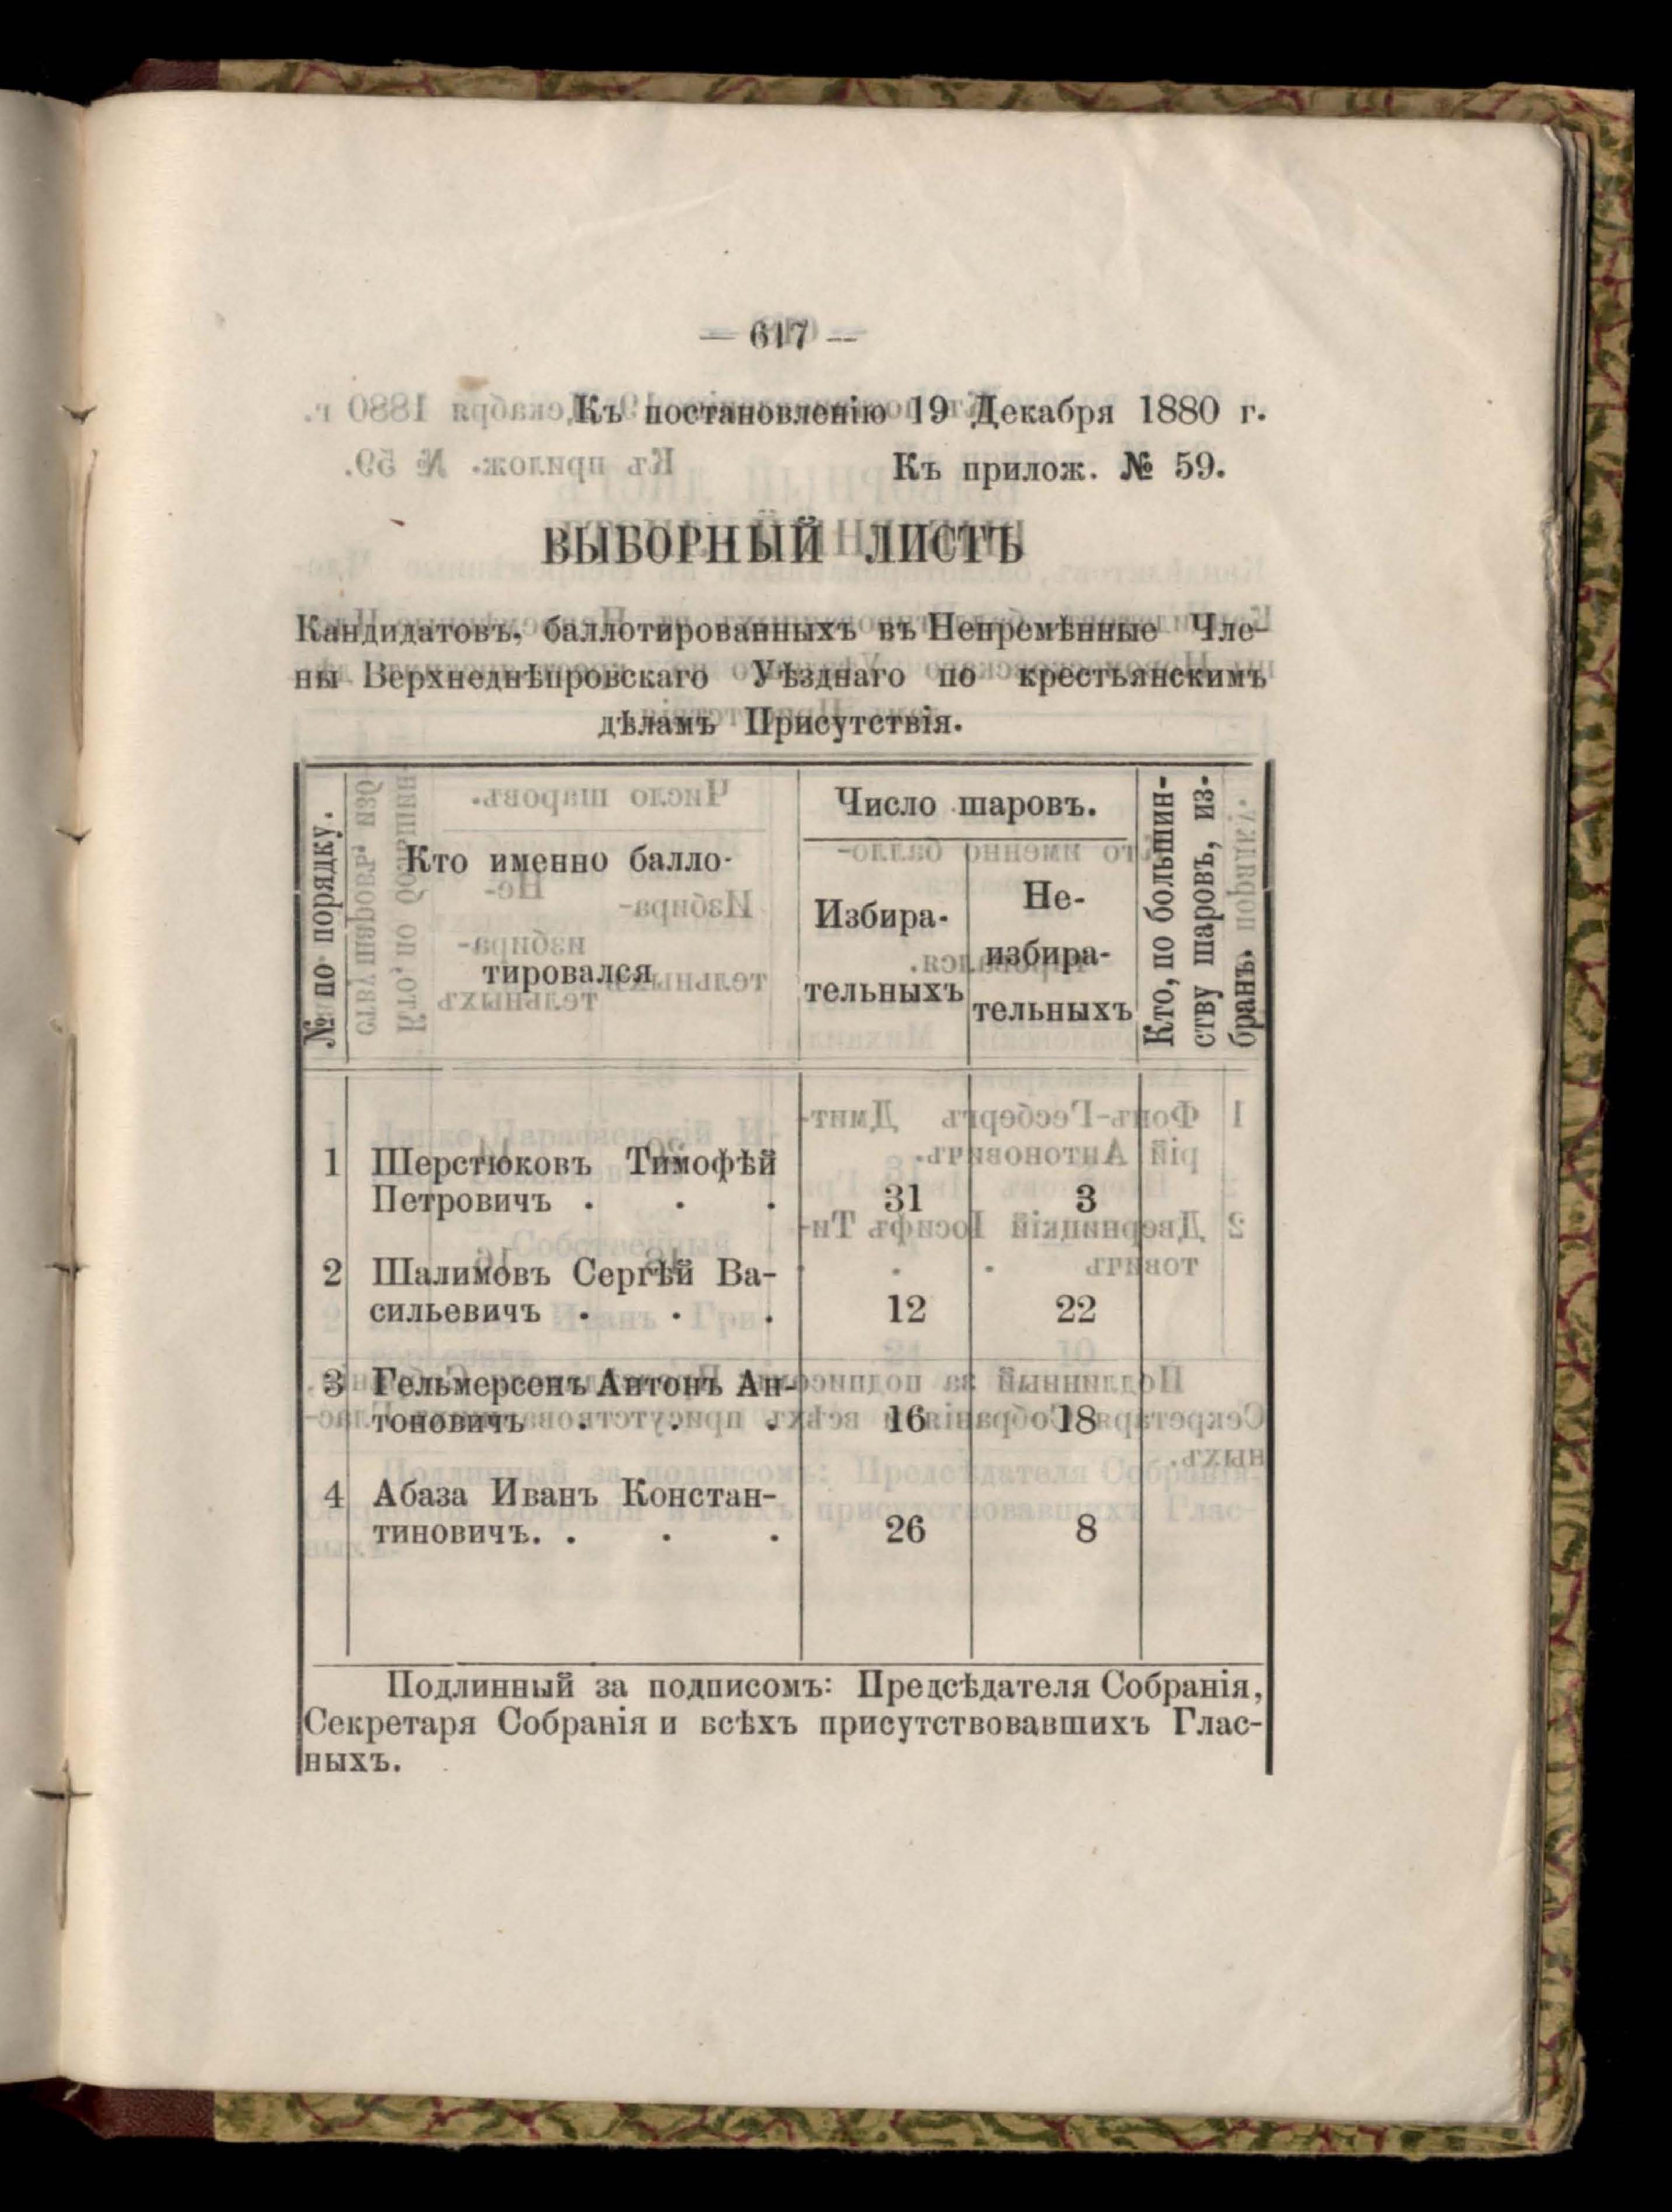 — 617 —
Къ постановленію 19 Декабря 1880 г.
Къ прилож. № 59.
ВЫБОРНЫЙ ЛИСТЪ
Кандидатовъ, баллотированныхъ въ Непремѣнные Чле-
ны Верхнеднѣпровскаго Уѣзднаго по крестьянскимъ
дѣламъ Присутствія.
№ по порядку.
Кто именно балло-
тировался
Число шаровъ.
Избира-
тельныхъ
Не-
избира-
тельныхъ
Кто, по большин-
ству шаровъ, из-
бранъ.
1 Шерстюковъ Тимофѣй
Петровичъ . . . 31 3
2 Шалимовъ Сергѣй Ва-
сильевичъ . . . 12 22
3 Гельмерсенъ Антонъ Ан-
тоновичъ . . . 16 18
4 Абаза Иванъ Констан-
тиновичъ. . . . 26 8
Подлинный за подписомъ: Предсѣдателя Собранія,
Секретаря Собранія и всѣхъ присутствовавшихъ Глас-
ныхъ.